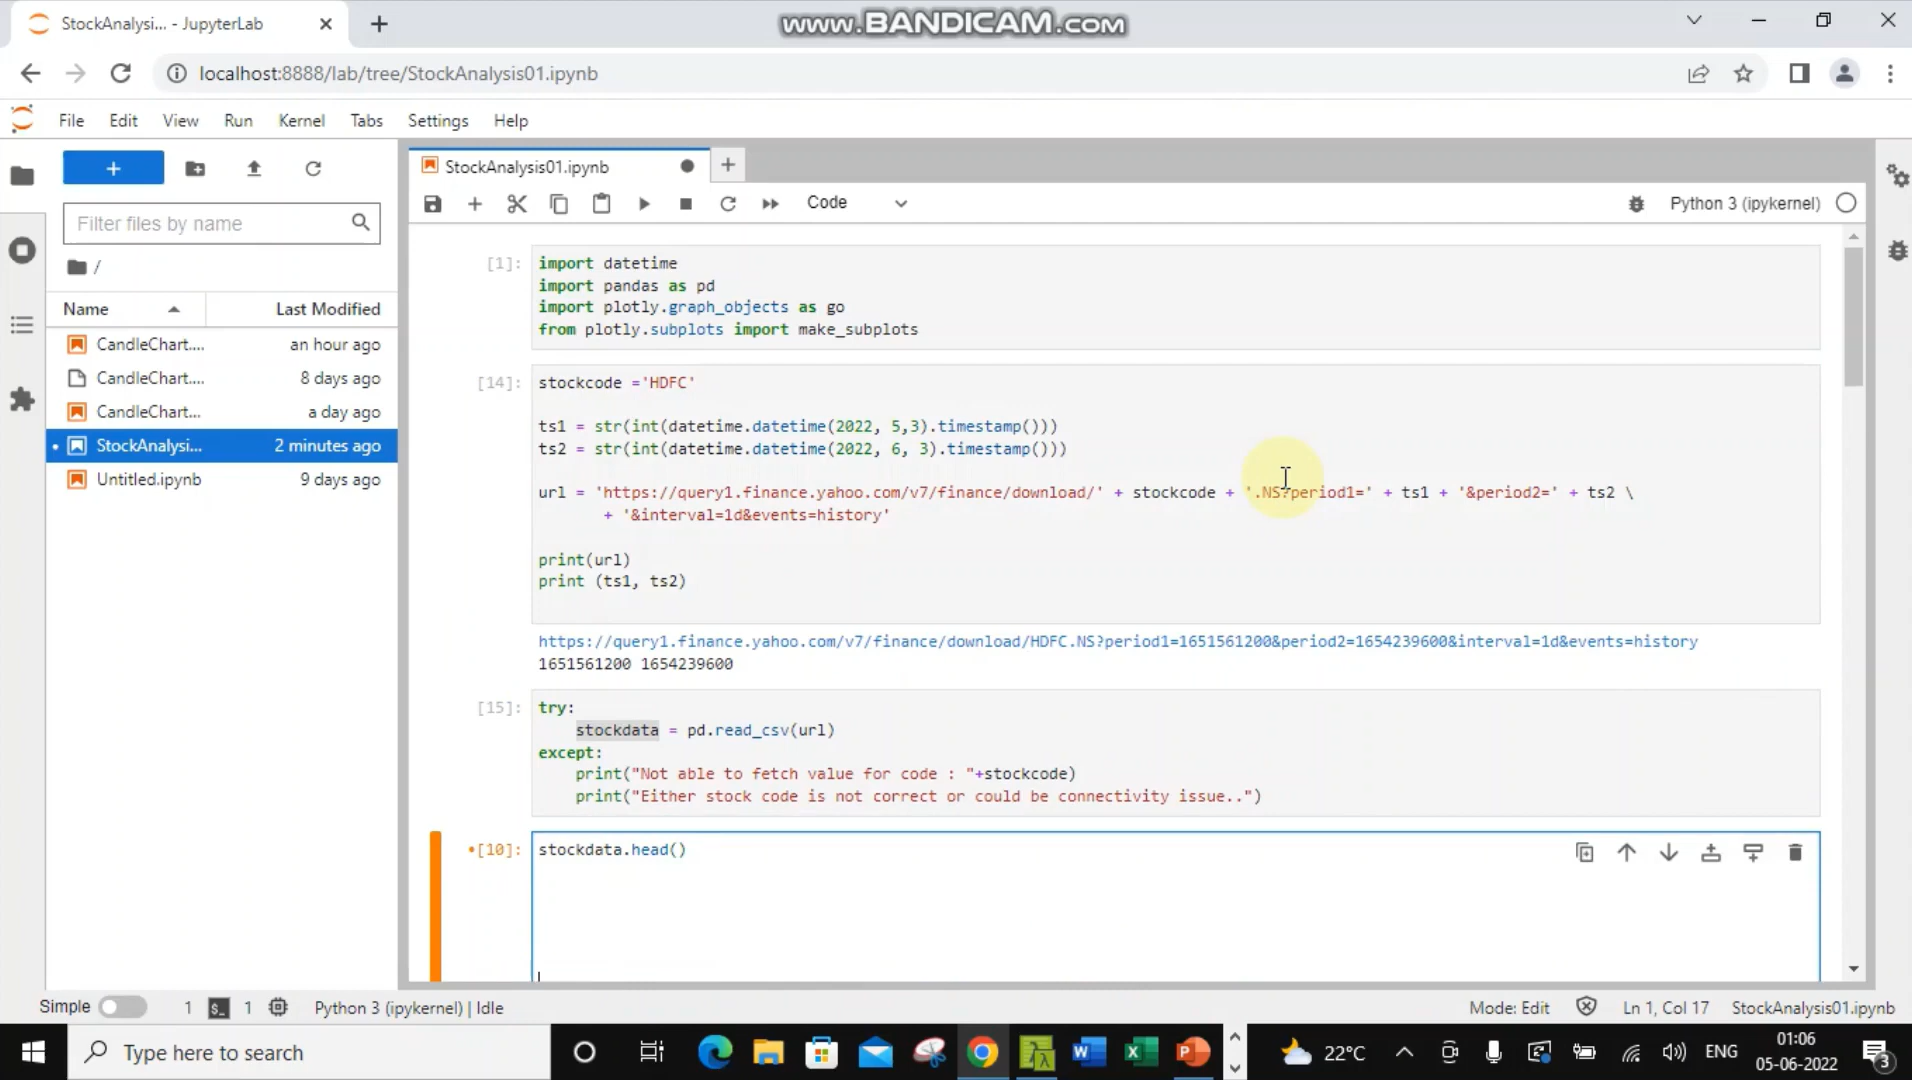 StockAnalysi... - JupyterLab
www.BANDICAM.com
localhost:8888/lab/tree/StockAnalysis01.ipynb
File Edit View Run Kernel Tabs Settings Help
StockAnalysis01.ipynb
Code
Python 3 (ipykernel)
Filter files by name
/
Name Last Modified
CandleChart.... an hour ago
CandleChart.... 8 days ago
CandleChart... a day ago
StockAnalysi... 2 minutes ago
Untitled.ipynb 9 days ago
[1]: import datetime
import pandas as pd
import plotly.graph_objects as go
from plotly.subplots import make_subplots
[14]: stockcode ='HDFC'
ts1 = str(int(datetime.datetime(2022, 5,3).timestamp()))
ts2 = str(int(datetime.datetime(2022, 6, 3).timestamp()))
url = 'https://query1.finance.yahoo.com/v7/finance/download/' + stockcode + '.NS?period1=' + ts1 + '&period2=' + ts2 \
+ '&interval=1d&events=history'
print(url)
print (ts1, ts2)
https://query1.finance.yahoo.com/v7/finance/download/HDFC.NS?period1=1651561200&period2=1654239600&interval=1d&events=history
1651561200 1654239600
[15]: try:
stockdata = pd.read_csv(url)
except:
print("Not able to fetch value for code : "+stockcode)
print("Either stock code is not correct or could be connectivity issue..")
[10]: stockdata.head()
Simple 1 $_ 1 Python 3 (ipykernel) | Idle
Mode: Edit Ln 1, Col 17 StockAnalysis01.ipynb
Type here to search
22°C
ENG
01:06
05-06-2022
3